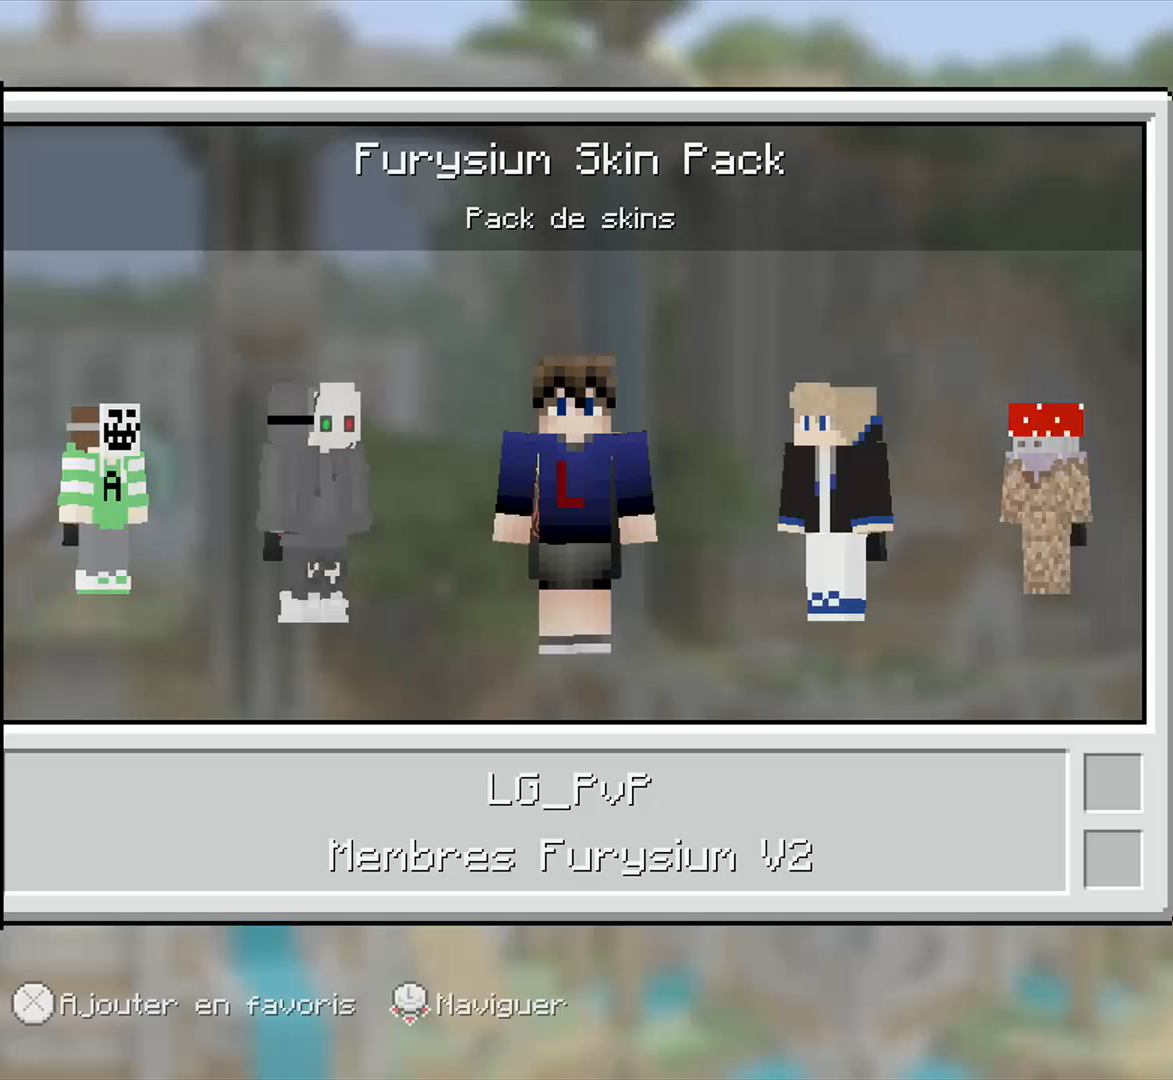 Furysium Skin Pack
Pack de skins
A
L
LG_PvP
Membres Furysium V2
Ajouter en favoris
L Naviguer